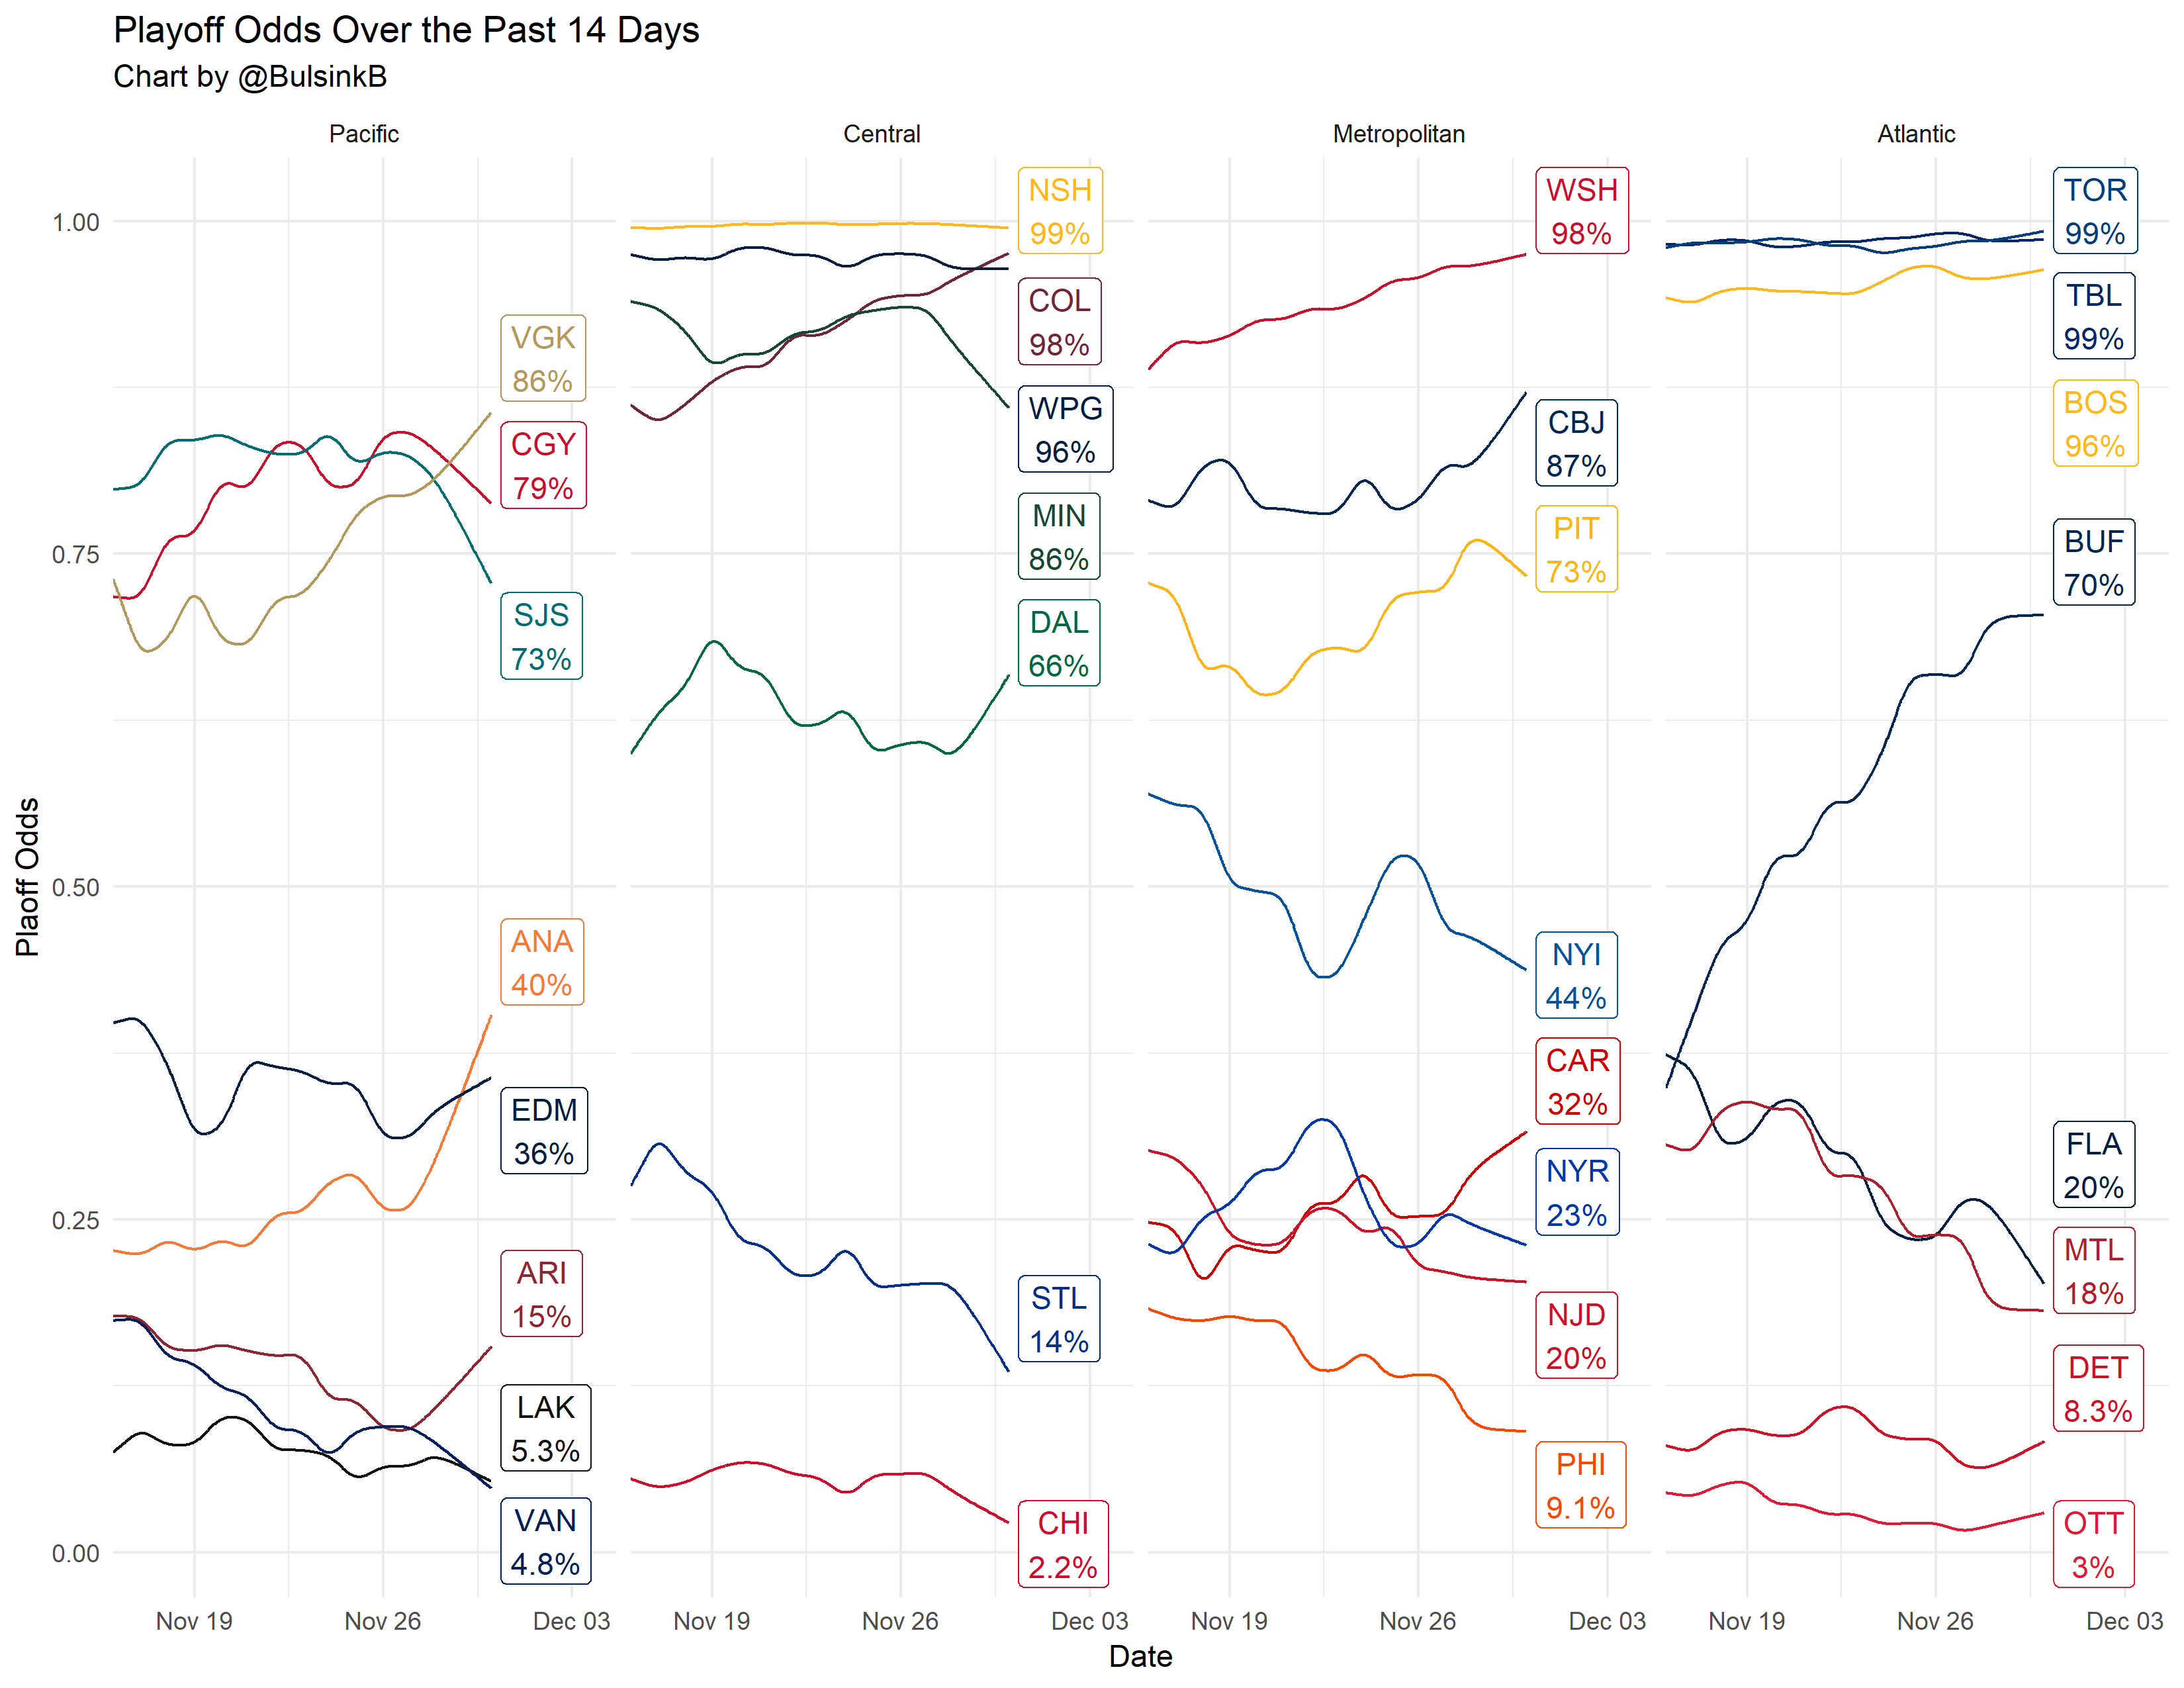 Playoff Odds Over the Past 14 Days
Chart by @BulsinkB
Pacific
Central
Metropolitan
Atlantic
Plaoff Odds
1.00
0.75
0.50
0.25
0.00
VGK
86%
CGY
79%
SJS
73%
ANA
40%
EDM
36%
ARI
15%
LAK
5.3%
VAN
4.8%
NSH
99%
COL
98%
WPG
96%
MIN
86%
DAL
66%
STL
14%
CHI
2.2%
WSH
98%
CBJ
87%
PIT
73%
NYI
44%
CAR
32%
NYR
23%
NJD
20%
PHI
9.1%
TOR
99%
TBL
99%
BOS
96%
BUF
70%
FLA
20%
MTL
18%
DET
8.3%
OTT
3%
Nov 19 Nov 26 Dec 03
Nov 19 Nov 26 Dec 03
Nov 19 Nov 26 Dec 03
Nov 19 Nov 26 Dec 03
Date